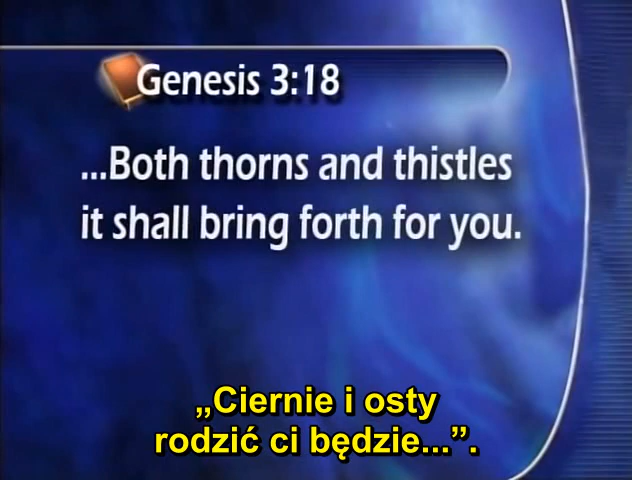 Genesis 3:18
...Both thorns and thistles
it shall bring forth for you.
„Ciernie i osty
rodzić ci będzie...”.